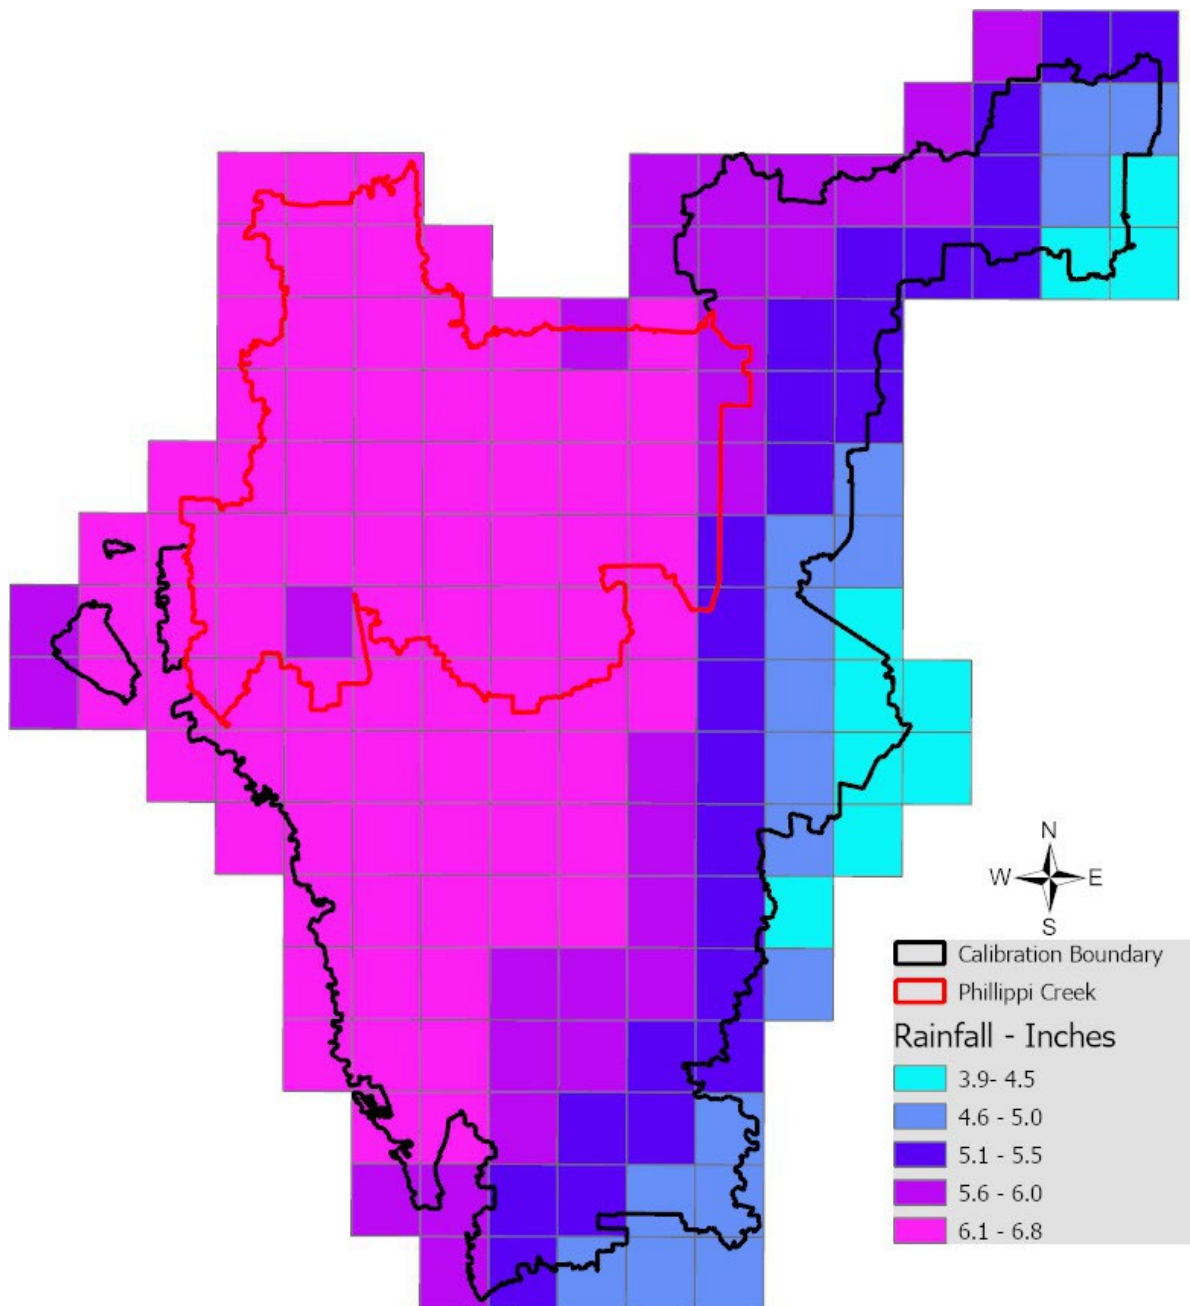 N
W E
S
Calibration Boundary
Phillippi Creek
Rainfall - Inches
3.9- 4.5
4.6 - 5.0
5.1 - 5.5
5.6 - 6.0
6.1 - 6.8